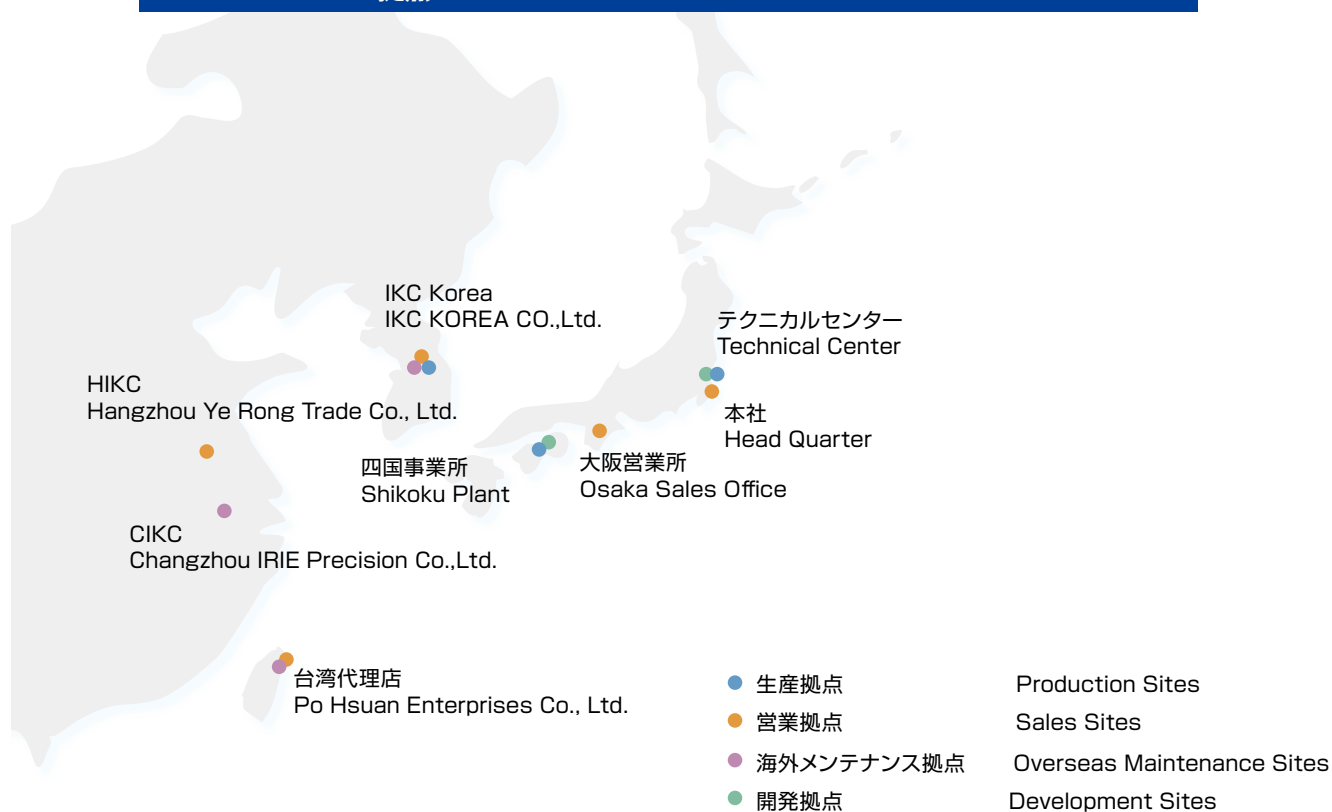 IKC Korea
IKC KOREA CO.,Ltd.
テクニカルセンター
Technical Center
HIKC
Hangzhou Ye Rong Trade Co., Ltd.
本社
Head Quarter
四国事業所
Shikoku Plant
大阪営業所
Osaka Sales Office
CIKC
Changzhou IRIE Precision Co.,Ltd.
台湾代理店
Po Hsuan Enterprises Co., Ltd.
生産拠点 Production Sites
営業拠点 Sales Sites
海外メンテナンス拠点 Overseas Maintenance Sites
開発拠点 Development Sites